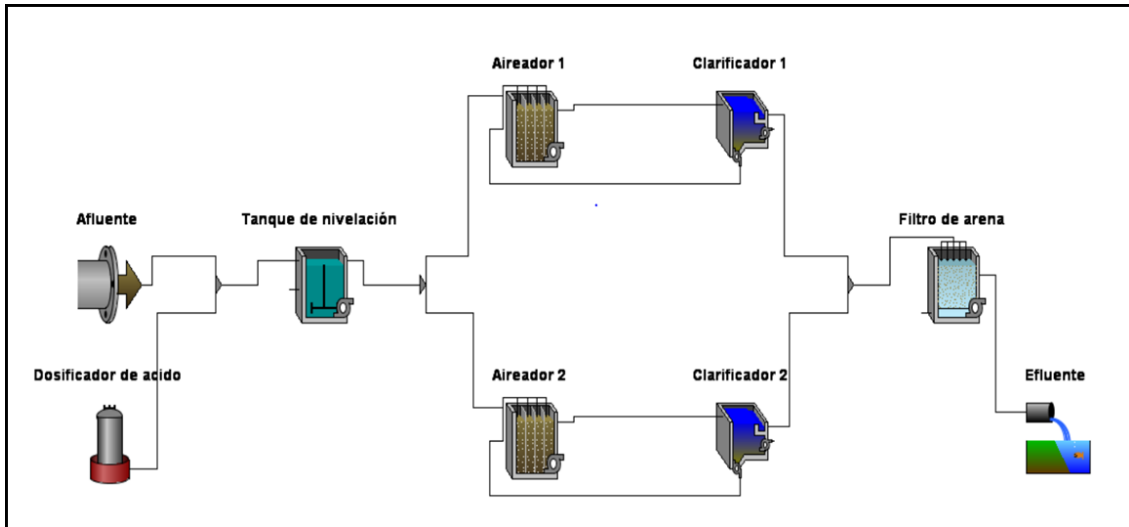 Aireador 1
Clarificador 1
Afluente
Tanque de nivelación
Filtro de arena
Dosificador de acido
Aireador 2
Clarificador 2
Efluente